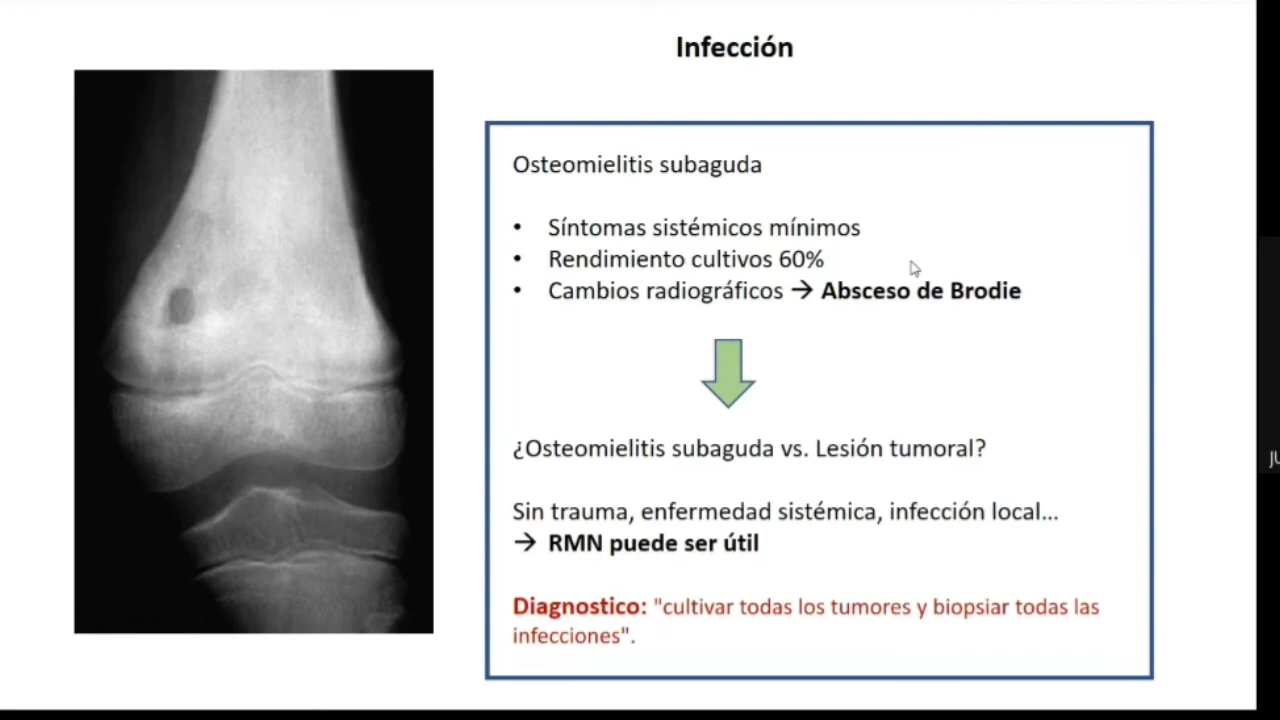 Infección
Osteomielitis subaguda
• Síntomas sistémicos mínimos
• Rendimiento cultivos 60%
• Cambios radiográficos → Absceso de Brodie
¿Osteomielitis subaguda vs. Lesión tumoral?
Sin trauma, enfermedad sistémica, infección local...
→ RMN puede ser útil
Diagnostico: "cultivar todas los tumores y biopsiar todas las
infecciones".
JU